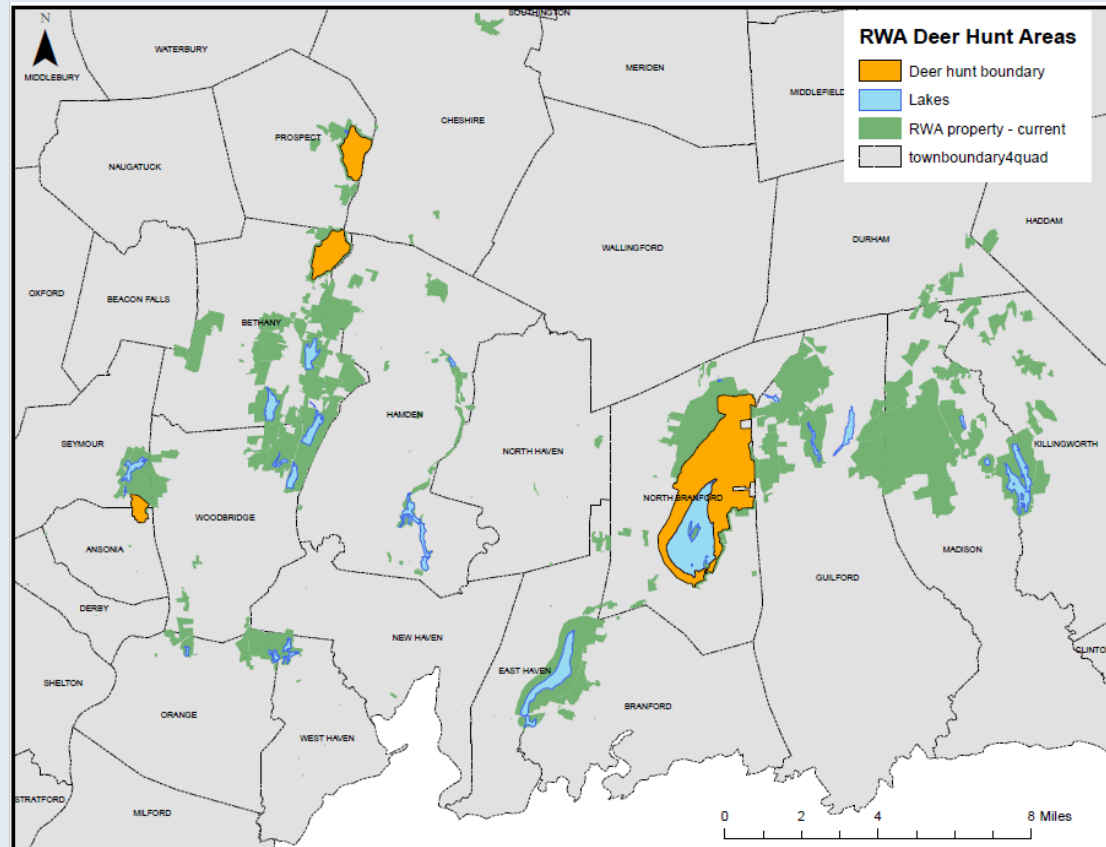 SOUTHINGTON
N
WATERBURY
MIDDLEBURY
MERIDEN
MIDDLEFIELD
RWA Deer Hunt Areas
Deer hunt boundary
Lakes
RWA property - current
townboundary4quad
CHESHIRE
PROSPECT
NAUGATUCK
HADDAM
DURHAM
WALLINGFORD
OXFORD
BEACON FALLS
BETHANY
HAMDEN
SEYMOUR
NORTH HAVEN
KILLINGWORTH
NORTH BRANFORD
WOODBRIDGE
ANSONIA
MADISON
GUILFORD
DERBY
NEW HAVEN
CLINTO
EAST HAVEN
SHELTON
BRANFORD
ORANGE
WEST HAVEN
STRATFORD
MILFORD
0 2 4 8 Miles